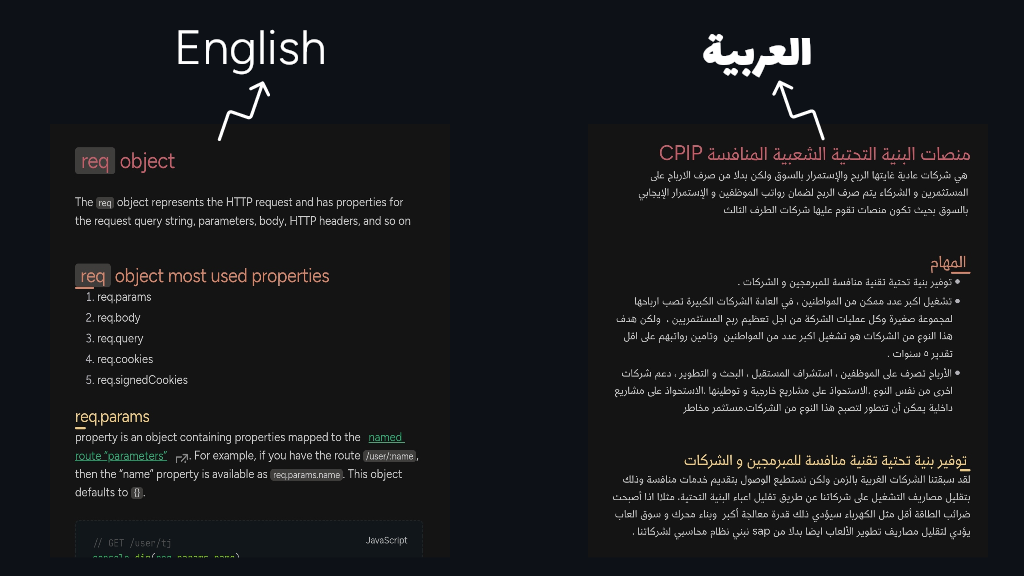 English
req object
The req object represents the HTTP request and has properties for
the request query string, parameters, body, HTTP headers, and so on
req object most used properties
1. req.params
2. req.body
3. req.query
4. req.cookies
5. req.signedCookies
req.params
property is an object containing properties mapped to the named
route “parameters” . For example, if you have the route /user/:name,
then the “name” property is available as req.params.name. This object
defaults to {}.
JavaScript
// GET /user/tj
console.dir(req.params.name)
العربية
منصات البنية التحتية الشعبية المنافسة CPIP
هي شركات عادية غايتها الربح والإستمرار بالسوق ولكن بدلا من صرف الارباح على
المستثمرين و الشركاء يتم صرف الربح لضمان رواتب الموظفين و الإستمرار الإيجابي
بالسوق بحيث تكون منصات تقوم عليها شركات الطرف الثالث
المهام
• توفير بنية تحتية تقنية منافسة للمبرمجين و الشركات .
• تشغيل اكبر عدد ممكن من المواطنين ، في العادة الشركات الكبيرة تصب ارباحها
لمجموعة صغيرة وكل عمليات الشركة من اجل تعظيم ربح المستثمريين ، ولكن هدف
هذا النوع من الشركات هو تشغيل اكبر عدد من المواطنين وتامين رواتبهم على اقل
تقدير ٥ سنوات .
• الأرباح تصرف على الموظفين ، استشراف المستقبل ، البحث و التطوير ، دعم شركات
اخرى من نفس النوع .الاستحواذ على مشاريع خارجية و توطينها .الاستحواذ على مشاريع
داخلية يمكن أن تتطور لتصبح هذا النوع من الشركات.مستثمر مخاطر
توفير بنية تحتية تقنية منافسة للمبرمجين و الشركات
لقد سبقتنا الشركات الغربية بالزمن ولكن نستطيع الوصول بتقديم خدمات منافسة وذلك
بتقليل مصاريف التشغيل على شركاتنا عن طريق تقليل اعباء البنية التحتية. مثلاا اذا أصبحت
ضرائب الطاقة أقل مثل الكهرباء سيؤدي ذلك قدرة معالجة أكبر وبناء محرك و سوق العاب
يؤدي لتقليل مصاريف تطوير الألعاب ايضا بدلا من sap نبني نظام محاسبي لشركاتنا .